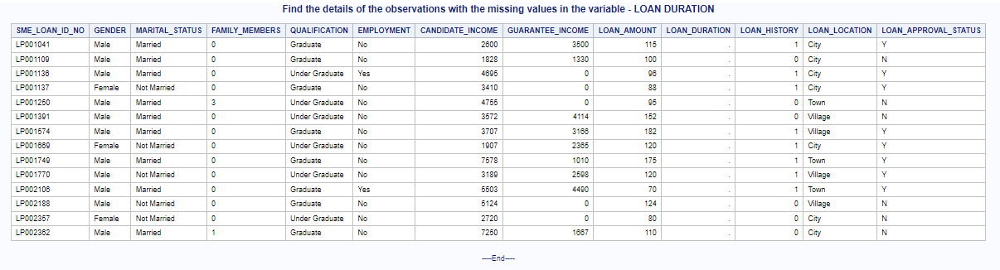 Find the details of the observations with the missing values in the variable - LOAN DURATION
SME_LOAN_ID_NO GENDER MARITAL_STATUS FAMILY_MEMBERS QUALIFICATION EMPLOYMENT CANDIDATE_INCOME GUARANTEE_INCOME LOAN_AMOUNT LOAN_DURATION LOAN_HISTORY LOAN_LOCATION LOAN_APPROVAL_STATUS
LP001041 Male Married 0 Graduate No 2600 3500 115 . 1 City Y
LP001109 Male Married 0 Graduate No 1828 1330 100 . 0 City N
LP001136 Male Married 0 Under Graduate Yes 4695 0 96 . 1 City Y
LP001137 Female Not Married 0 Graduate No 3410 0 88 . 1 City Y
LP001250 Male Married 3 Under Graduate No 4755 0 95 . 0 Town N
LP001391 Male Married 0 Under Graduate No 3572 4114 152 . 0 Village N
LP001574 Male Married 0 Graduate No 3707 3166 182 . 1 Village Y
LP001669 Female Not Married 0 Under Graduate No 1907 2365 120 . 1 City Y
LP001749 Male Married 0 Graduate No 7578 1010 175 . 1 Town Y
LP001770 Male Not Married 0 Under Graduate No 3189 2598 120 . 1 Village Y
LP002106 Male Married 0 Graduate Yes 5503 4490 70 . 1 Town Y
LP002188 Male Not Married 0 Graduate No 5124 0 124 . 0 Village N
LP002357 Female Not Married 0 Under Graduate No 2720 0 80 . 0 City N
LP002362 Male Married 1 Graduate No 7250 1667 110 . 0 City N
----End----